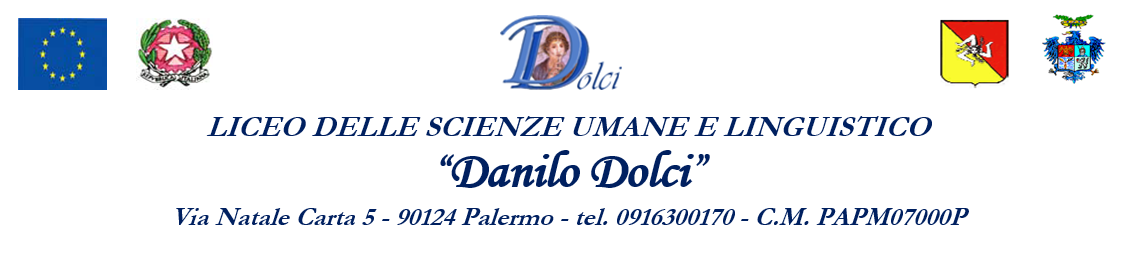 Dolci
LICEO DELLE SCIENZE UMANE E LINGUISTICO
“Danilo Dolci”
Via Natale Carta 5 - 90124 Palermo - tel. 0916300170 - C.M. PAPM07000P